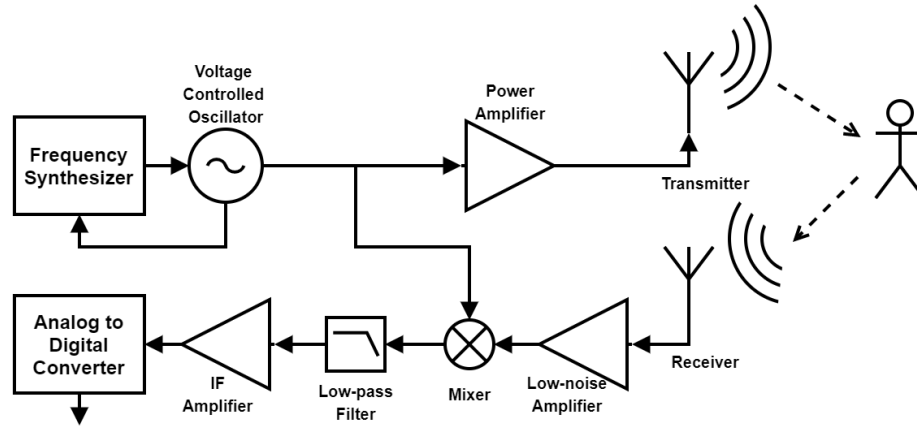 Voltage
Controlled
Oscillator
Power
Amplifier
Frequency
Synthesizer
Transmitter
Analog to
Digital
Converter
IF
Amplifier
Low-pass
Filter
Mixer
Low-noise
Amplifier
Receiver